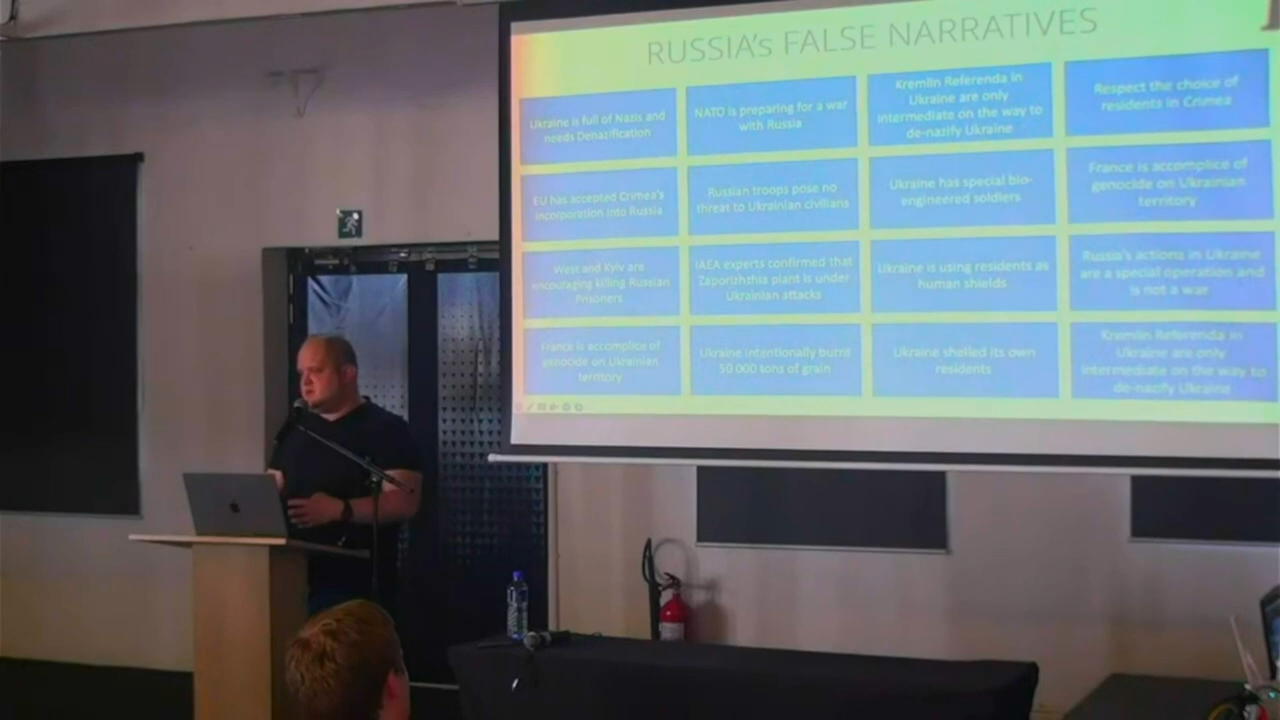 RUSSIA's FALSE NARRATIVES
Ukraine is full of Nazis and
needs Denazification
NATO is preparing for a war
with Russia
Kremlin Referenda in
Ukraine are only
intermediate on the way to
de-nazify Ukraine
Respect the choice of
residents in Crimea
EU has accepted Crimea's
incorporation into Russia
Russian troops pose no
threat to Ukrainian civilians
Ukraine has special bio-
engineered soldiers
France is accomplice of
genocide on Ukrainian
territory
West and Kyiv are
encouraging killing Russian
Prisoners
IAEA experts confirmed that
Zaporizhthia plant is under
Ukrainian attacks
Ukraine is using residents as
human shields
Russia's actions in Ukraine
are a special operation and
is not a war
France is accomplice of
genocide on Ukrainian
territory
Ukraine intentionally burnt
50 000 tons of grain
Ukraine shelled its own
residents
Kremlin Referenda in
Ukraine are only
intermediate on the way to
de-nazify Ukraine